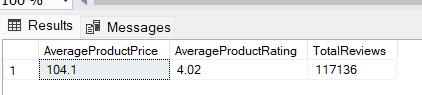 100 %
Results Messages
AverageProductPrice AverageProductRating TotalReviews
1 104.1 4.02 117136